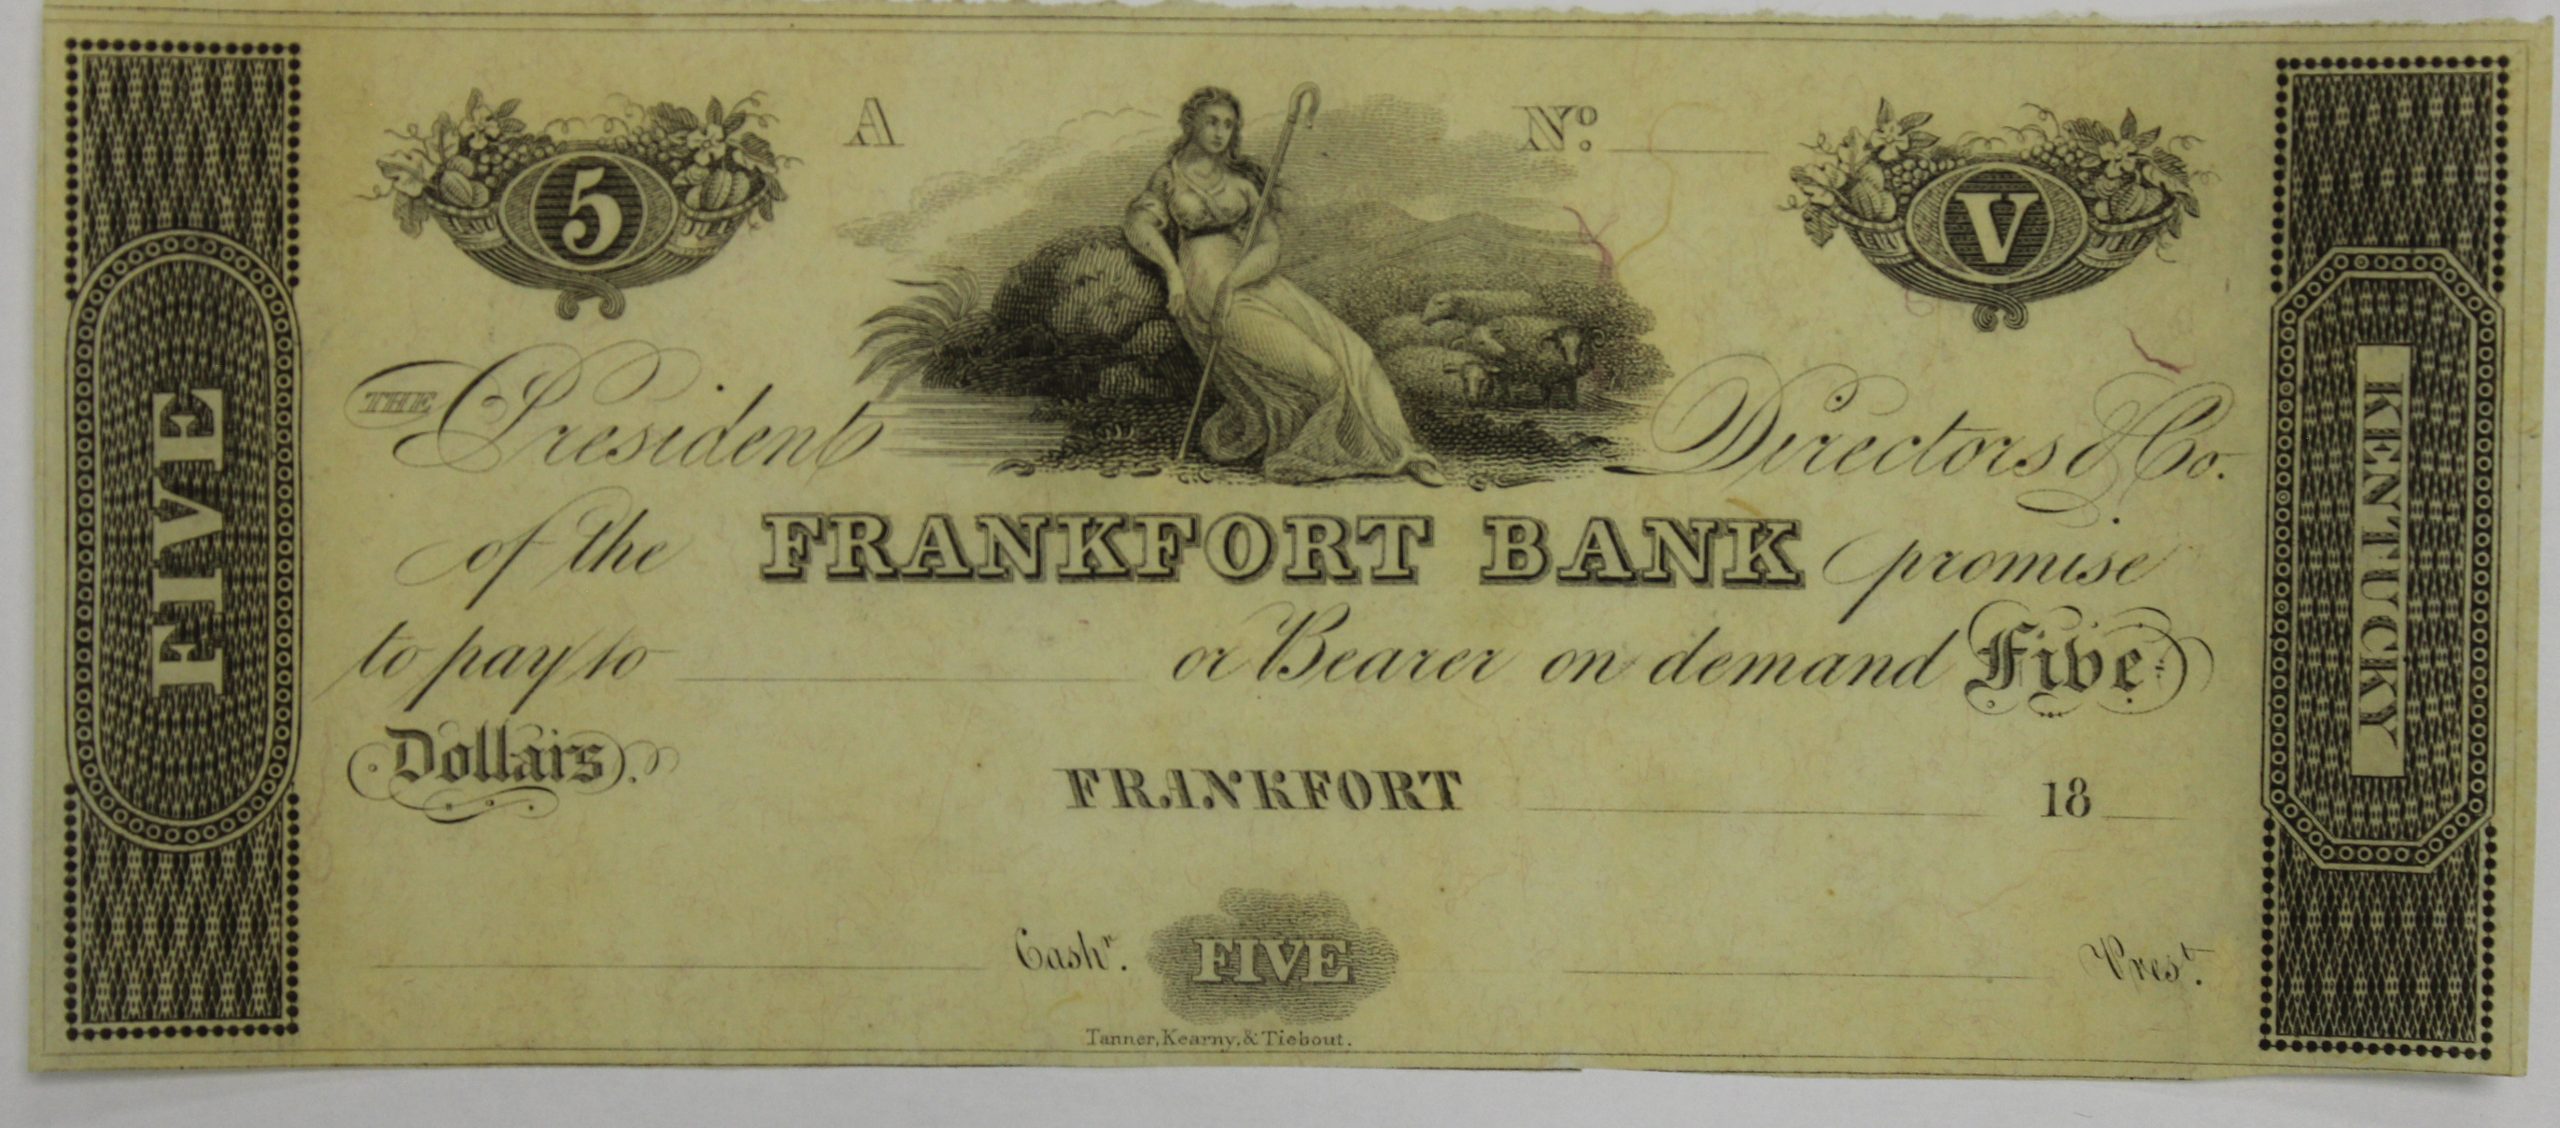 5 A Nº. V
THE President Directors & Co.
of the FRANKFORT BANK promise
to pay to or Bearer on demand Five
Dollars.
FRANKFORT 18
Cashr. FIVE Prest.
Tanner, Kearny, & Tiebout.
FIVE
KENTUCKY